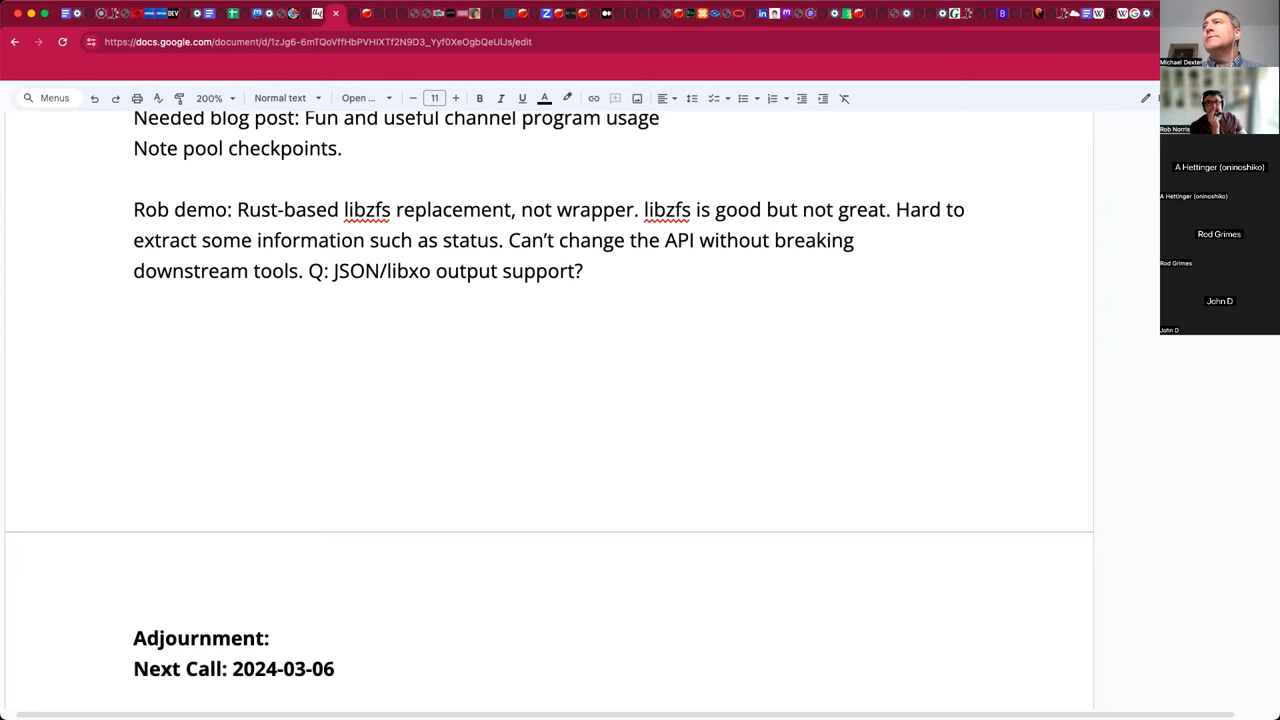 https://docs.google.com/document/d/1zJg6-6mTQoVffHbPVHIXTf2N9D3_Yyf0XeOgbQeUlJs/edit
Menus
200%
Normal text
Open ...
11
Needed blog post: Fun and useful channel program usage
Note pool checkpoints.
Rob demo: Rust-based libzfs replacement, not wrapper. libzfs is good but not great. Hard to
extract some information such as status. Can't change the API without breaking
downstream tools. Q: JSON/libxo output support?
Adjournment:
Next Call: 2024-03-06
Michael Dexter
Rob Norris
A Hettinger (oninoshiko)
A Hettinger (oninoshiko)
Rod Grimes
Rod Grimes
John D
John D